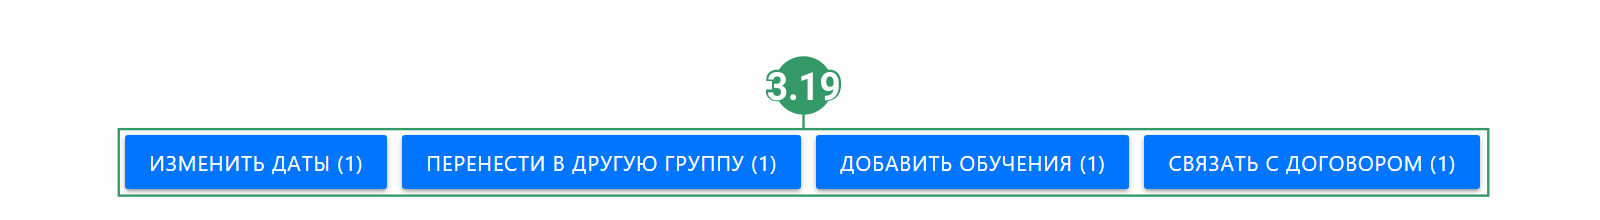 3.19
ИЗМЕНИТЬ ДАТЫ (1) ПЕРЕНЕСТИ В ДРУГУЮ ГРУППУ (1) ДОБАВИТЬ ОБУЧЕНИЯ (1) СВЯЗАТЬ С ДОГОВОРОМ (1)